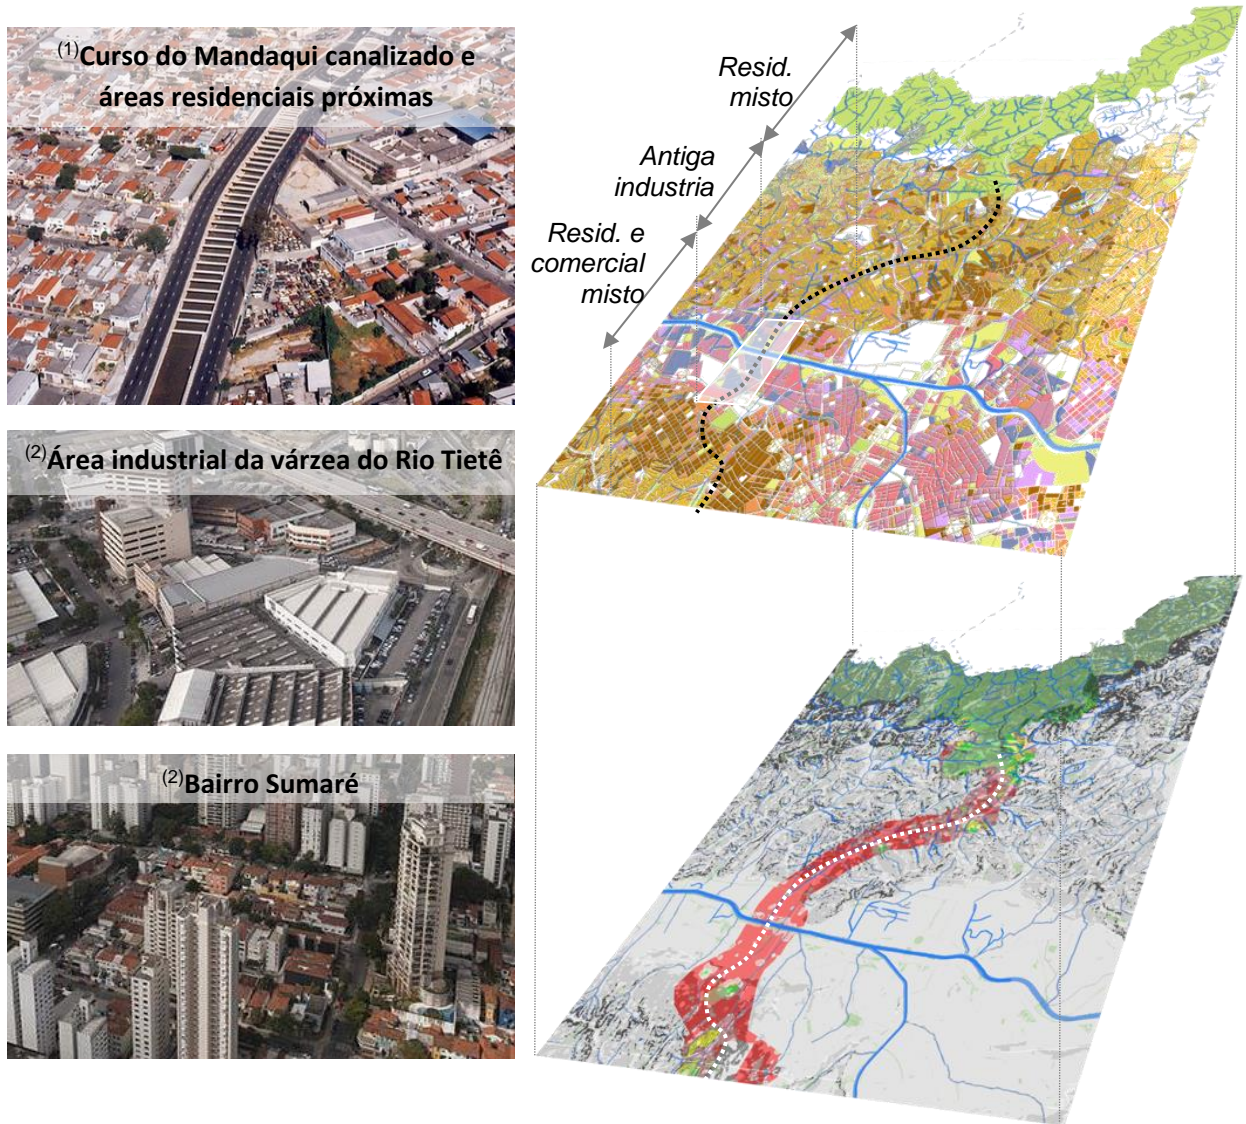 (1)Curso do Mandaqui canalizado e
áreas residenciais próximas
(2)Área industrial da várzea do Rio Tietê
(2)Bairro Sumaré
Resid.
misto
Antiga
industria
Resid. e
comercial
misto